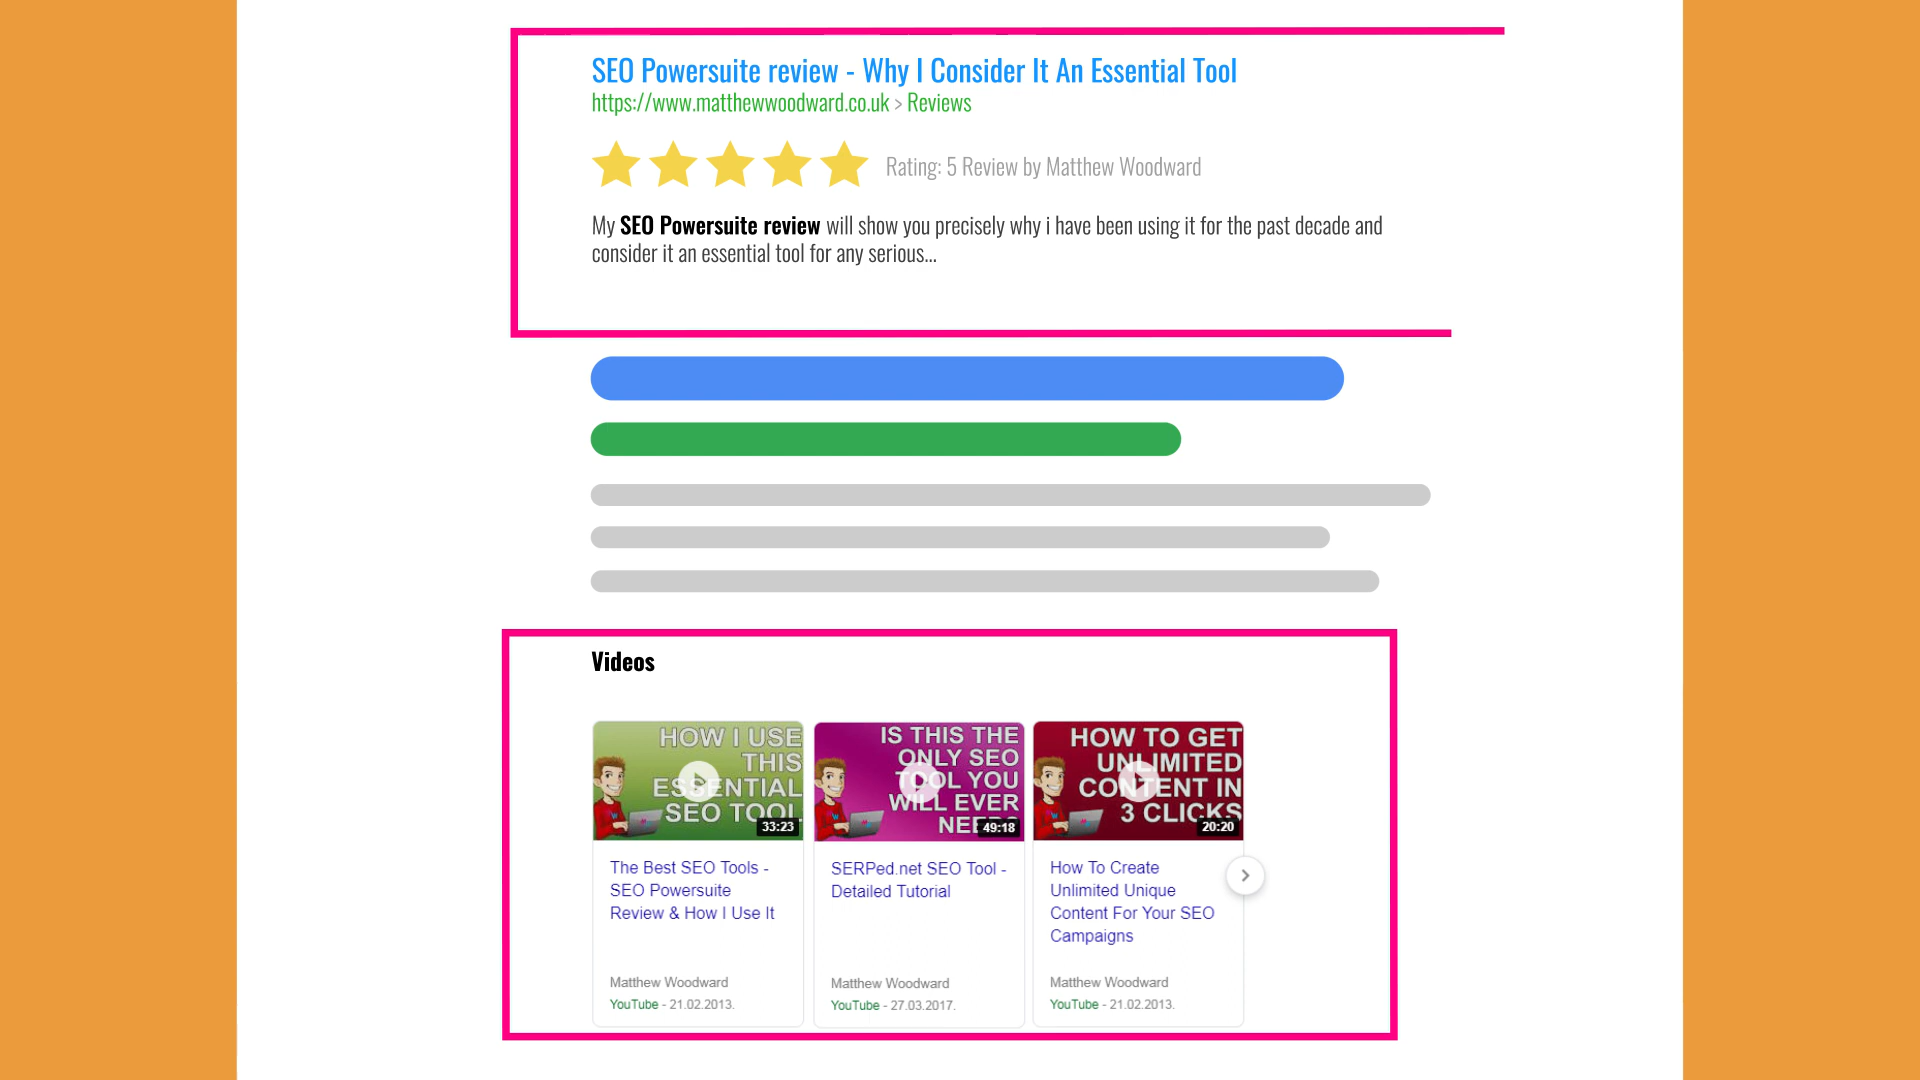 SEO Powersuite review - Why I Consider It An Essential Tool
https://www.matthewwoodward.co.uk > Reviews
Rating: 5 Review by Matthew Woodward
My SEO Powersuite review will show you precisely why i have been using it for the past decade and
consider it an essential tool for any serious...
Videos
HOW I USE
THIS
ESSENTIAL
SEO TOOL
33:23
The Best SEO Tools -
SEO Powersuite
Review & How I Use It
Matthew Woodward
YouTube - 21.02.2013.
IS THIS THE
ONLY SEO
TOOL YOU
WILL EVER
NEED?
49:18
SERPed.net SEO Tool -
Detailed Tutorial
Matthew Woodward
YouTube - 27.03.2017.
HOW TO GET
UNLIMITED
CONTENT IN
3 CLICKS
20:20
How To Create
Unlimited Unique
Content For Your SEO
Campaigns
Matthew Woodward
YouTube - 21.02.2013.